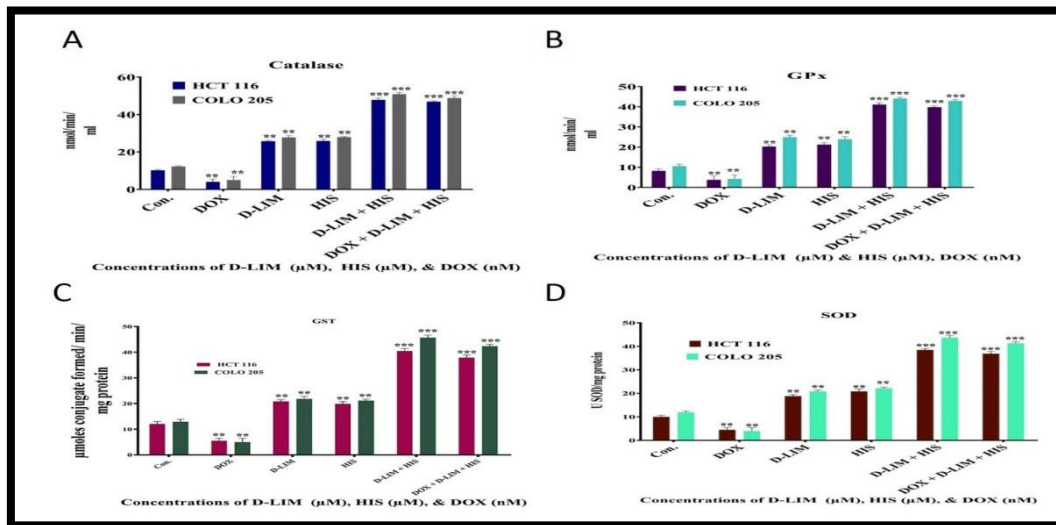 A
Catalase
HCT 116
COLO 205
nmol/min/
ml
60
40
20
0
** ** ** ** ** ** *** *** *** ***
Con.
DOX
D-LIM
HIS
D-LIM + HIS
DOX + D-LIM + HIS
Concentrations of D-LIM (µM), HIS (µM), & DOX (nM)
B
GPx
HCT 116
COLO 205
nmol/min/
ml
50
40
30
20
10
0
** ** ** ** ** ** *** *** *** ***
Con.
DOX
D-LIM
HIS
D-LIM + HIS
DOX + D-LIM + HIS
Concentrations of D-LIM (µM) & HIS (µM), DOX (nM)
C
GST
HCT 116
COLO 205
µmoles conjugate formed/ min/
mg protein
50
40
30
20
10
0
** ** ** ** ** ** *** *** *** ***
Con.
DOX
D-LIM
HIS
D-LIM + HIS
DOX + D-LIM + HIS
Concentrations of D-LIM (µM), HIS (µM), & DOX (nM)
D
SOD
HCT 116
COLO 205
U SOD/mg protein
50
40
30
20
10
0
** ** ** ** ** ** *** *** *** ***
Con.
DOX
D-LIM
HIS
D-LIM + HIS
DOX + D-LIM + HIS
Concentrations of D-LIM (µM), HIS (µM), & DOX (nM)